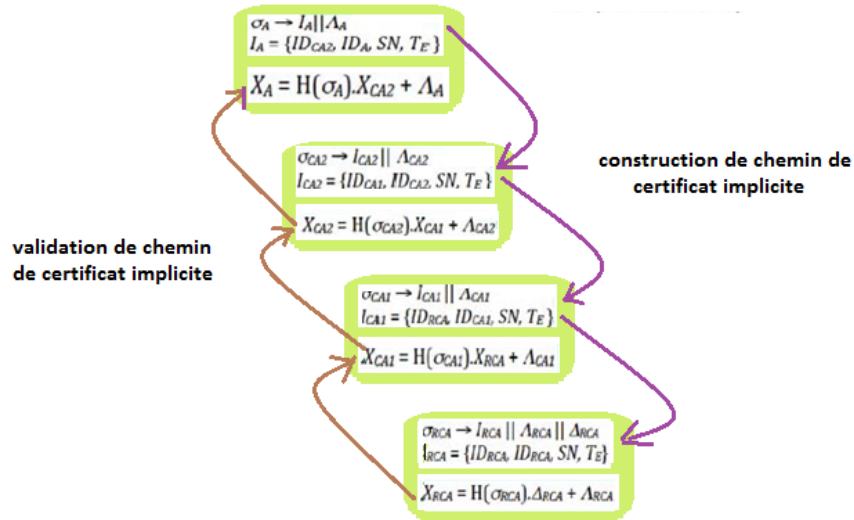 σA → IA||ΛA
IA = {IDCA2, IDA, SN, TE}
XA = H(σA).XCA2 + ΛA
σCA2 → ICA2 || ΛCA2
ICA2 = {IDCA1, IDCA2, SN, TE}
XCA2 = H(σCA2).XCA1 + ΛCA2
construction de chemin de
certificat implicite
validation de chemin
de certificat implicite
σCA1 → ICA1 || ΛCA1
ICA1 = {IDRCA, IDCA1, SN, TE}
XCA1 = H(σCA1).XRCA + ΛCA1
σRCA → IRCA || ΛRCA || ΔRCA
IRCA = {IDRCA, IDRCA, SN, TE}
XRCA = H(σRCA).ΔRCA + ΛRCA